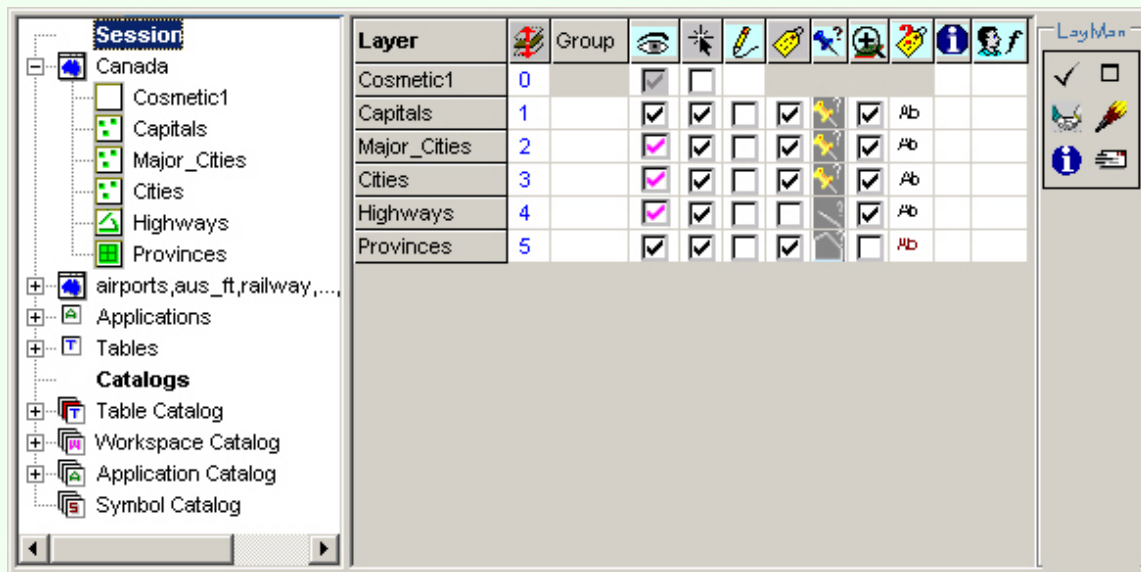 Session
Canada
Cosmetic1
Capitals
Major_Cities
Cities
Highways
Provinces
airports,aus_ft,railway,...,
Applications
Tables
Catalogs
Table Catalog
Workspace Catalog
Application Catalog
Symbol Catalog
Layer Group
Cosmetic1 0
Capitals 1 Ab
Major_Cities 2 Ab
Cities 3 Ab
Highways 4 Ab
Provinces 5 Ab
LayMan